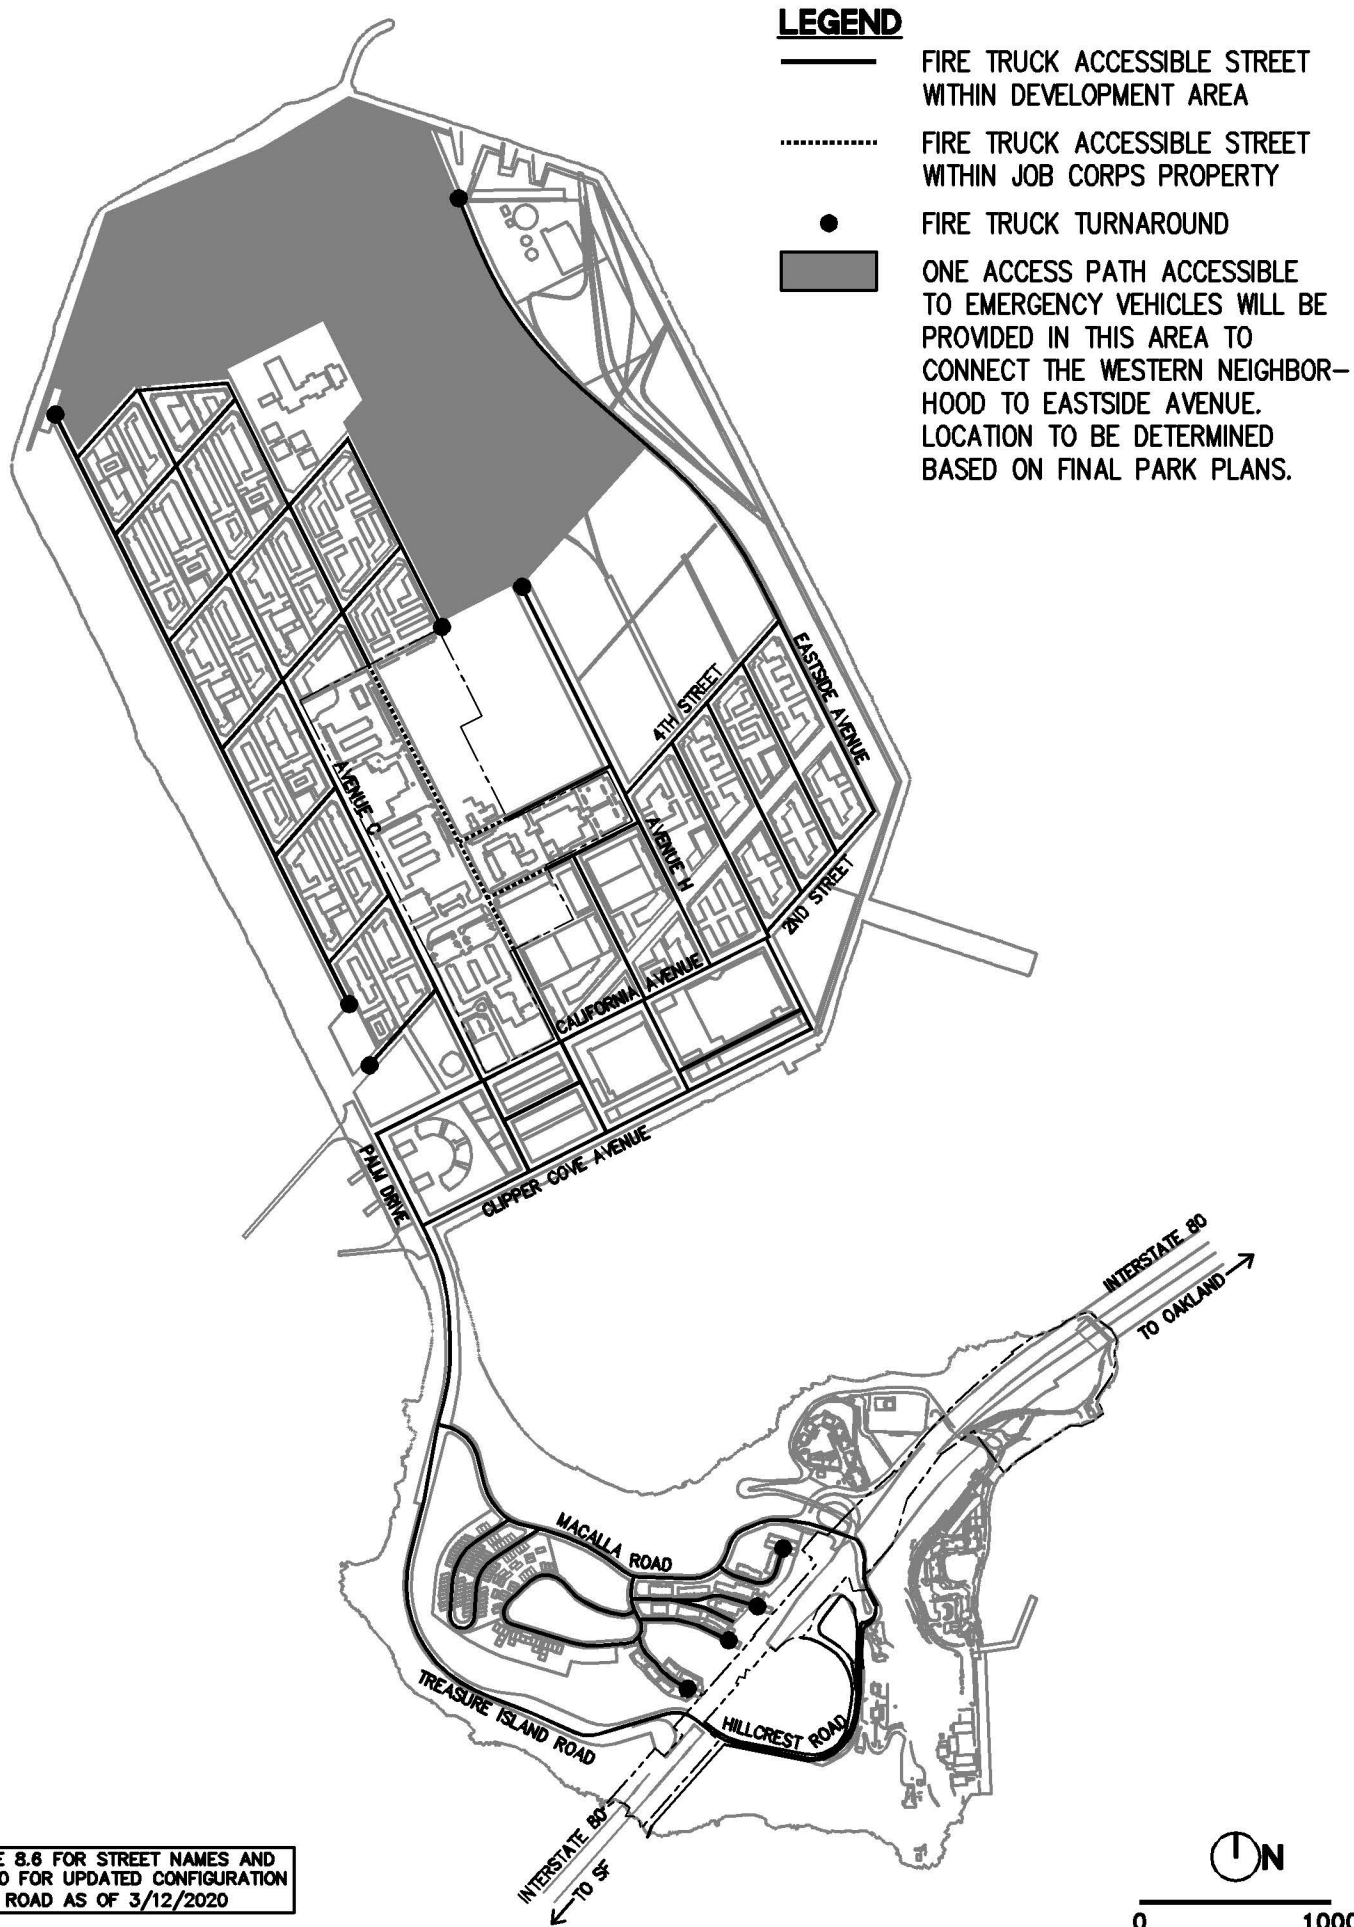 LEGEND
FIRE TRUCK ACCESSIBLE STREET
WITHIN DEVELOPMENT AREA
FIRE TRUCK ACCESSIBLE STREET
WITHIN JOB CORPS PROPERTY
FIRE TRUCK TURNAROUND
ONE ACCESS PATH ACCESSIBLE
TO EMERGENCY VEHICLES WILL BE
PROVIDED IN THIS AREA TO
CONNECT THE WESTERN NEIGHBOR-
HOOD TO EASTSIDE AVENUE.
LOCATION TO BE DETERMINED
BASED ON FINAL PARK PLANS.
EASTSIDE AVENUE
4TH STREET
AVENUE C
AVENUE H
2ND STREET
CALIFORNIA AVENUE
PALM DRIVE
CLIPPER COVE AVENUE
INTERSTATE 80
TO OAKLAND
MACALLA ROAD
TREASURE ISLAND ROAD
HILLCREST ROAD
INTERSTATE 80
TO SF
8.6 FOR STREET NAMES AND
FOR UPDATED CONFIGURATION
ROAD AS OF 3/12/2020
N
0 1000